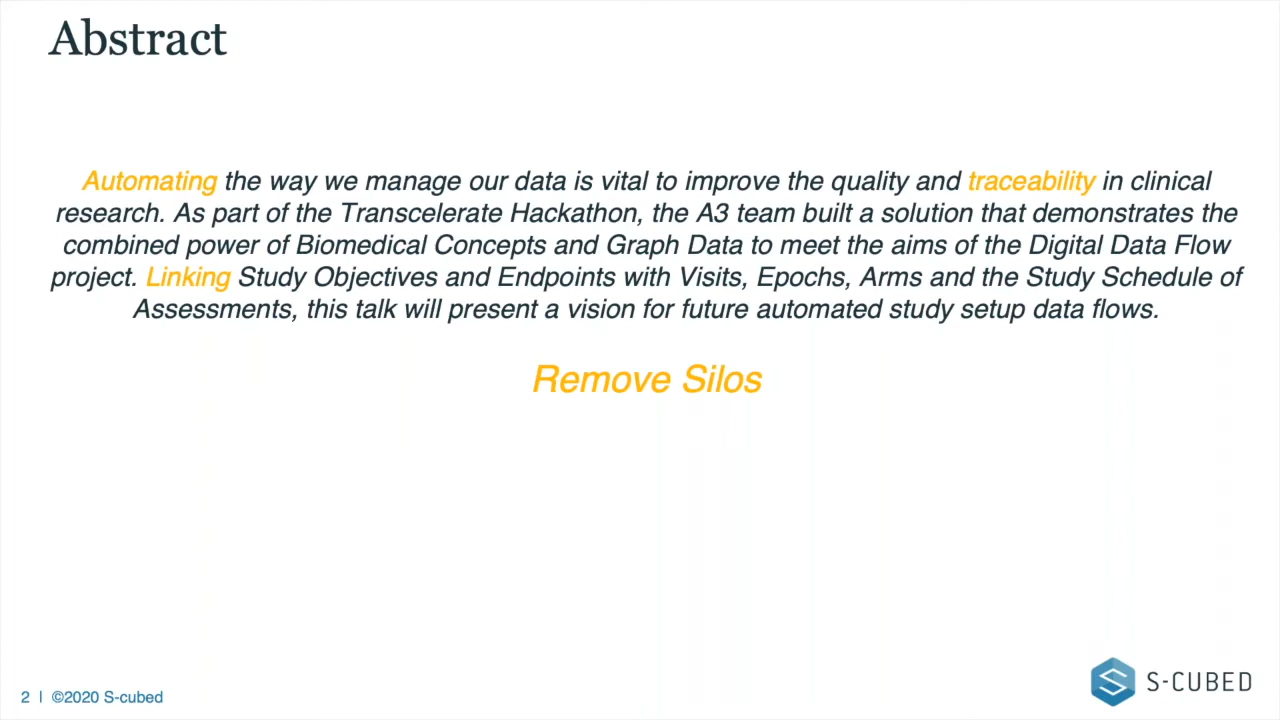 Abstract
Automating the way we manage our data is vital to improve the quality and traceability in clinical
research. As part of the Transcelerate Hackathon, the A3 team built a solution that demonstrates the
combined power of Biomedical Concepts and Graph Data to meet the aims of the Digital Data Flow
project. Linking Study Objectives and Endpoints with Visits, Epochs, Arms and the Study Schedule of
Assessments, this talk will present a vision for future automated study setup data flows.
Remove Silos
2 | ©2020 S-cubed
S-CUBED